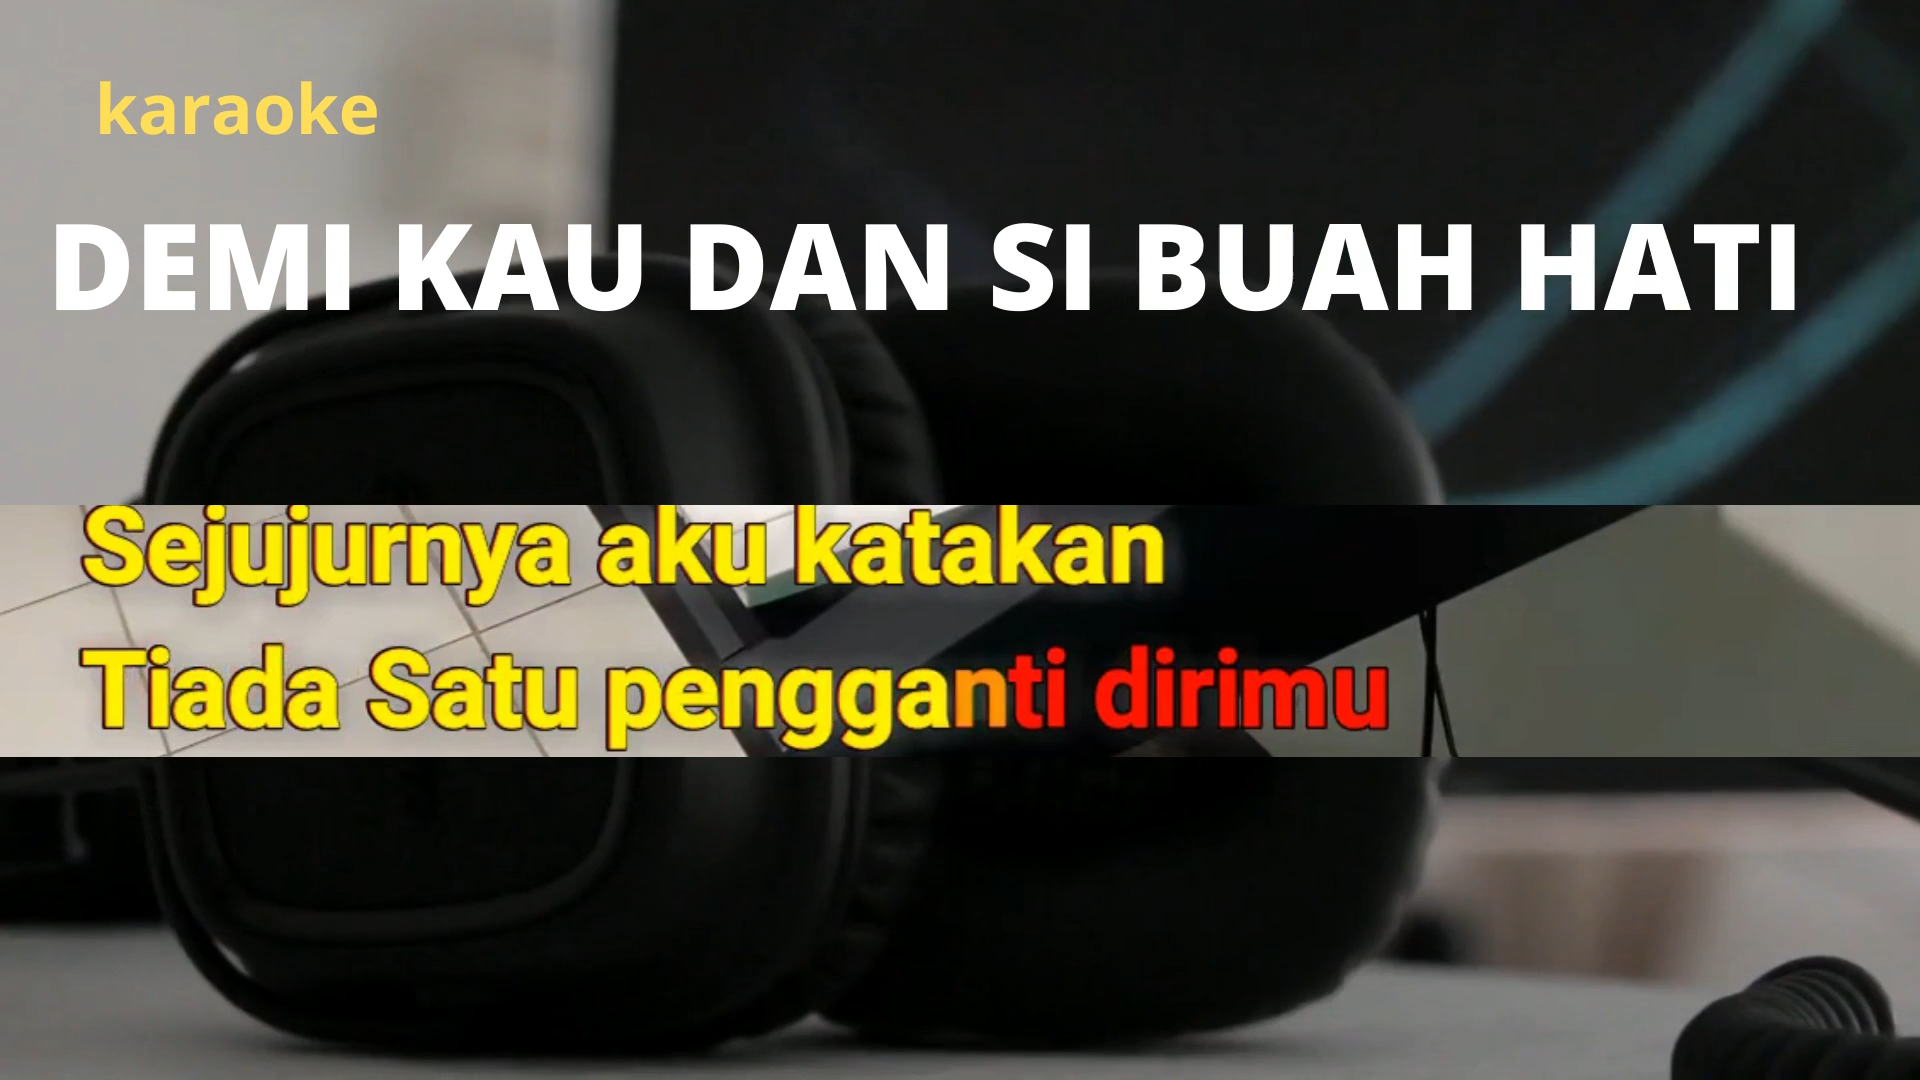 karaoke
DEMI KAU DAN SI BUAH HATI
Sejujurnya aku katakan
Tiada Satu pengganti dirimu